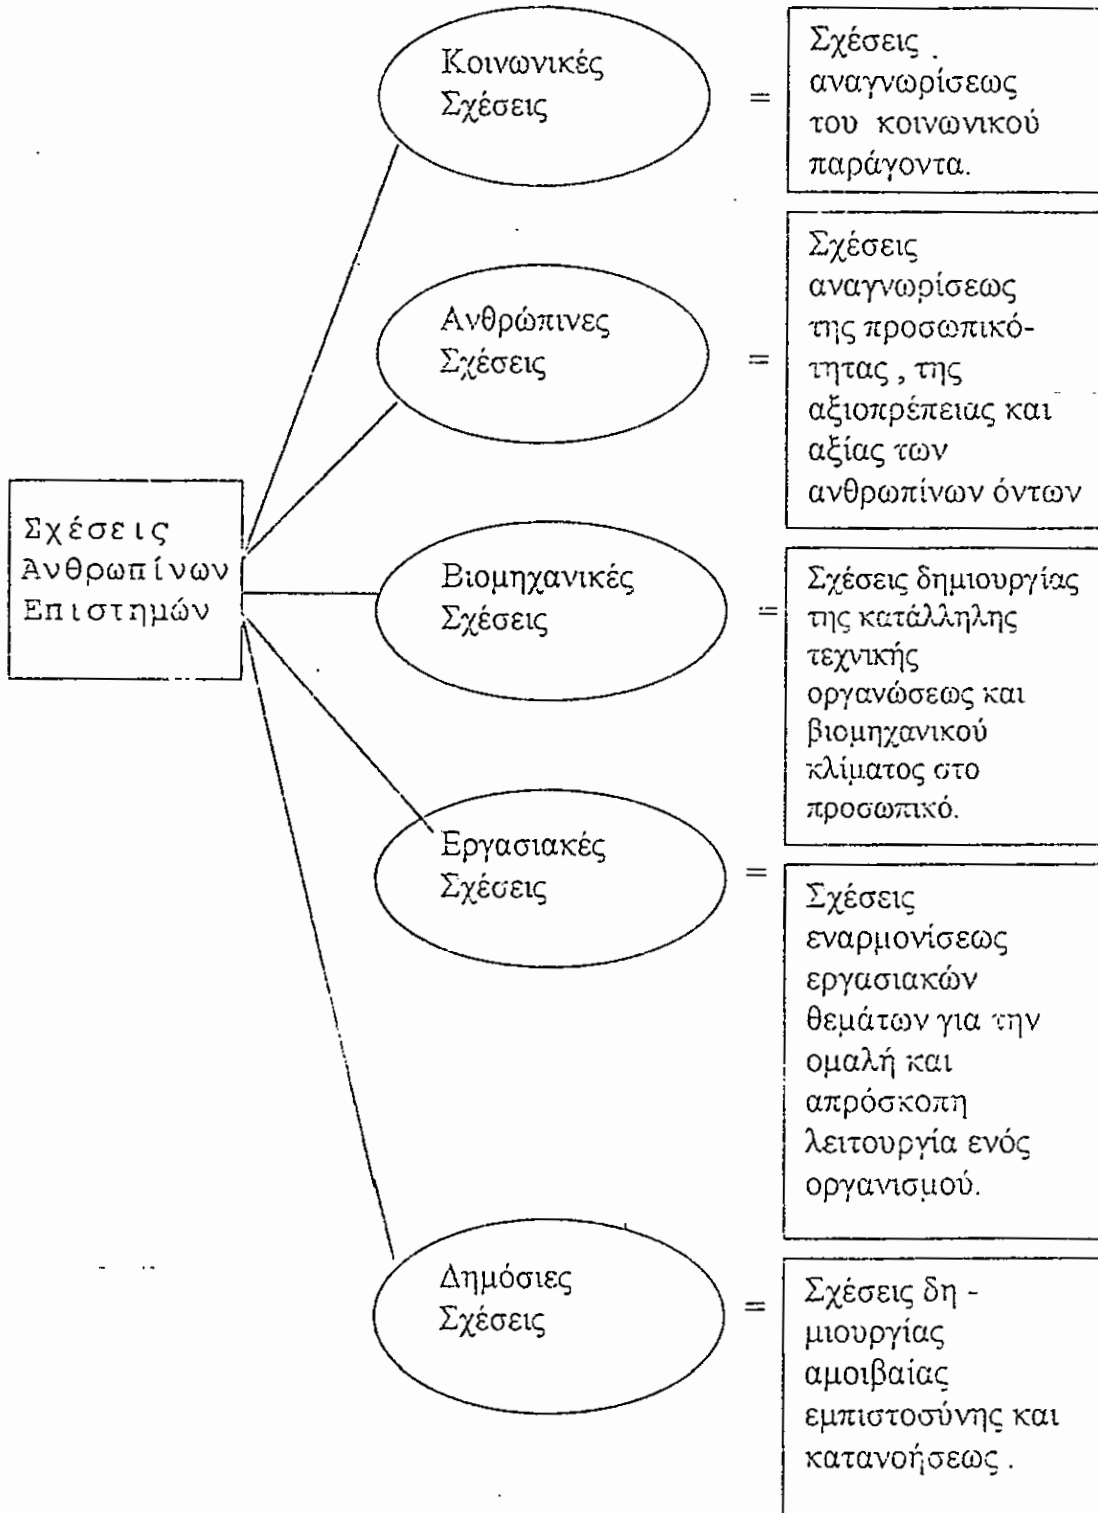 Κοινωνικές
Σχέσεις
=
Σχέσεις
αναγνωρίσεως
του κοινωνικού
παράγοντα.
Ανθρώπινες
Σχέσεις
=
Σχέσεις
αναγνωρίσεως
της προσωπικό-
τητας , της
αξιοπρέπειας και
αξίας των
ανθρωπίνων όντων
Σχέσεις
Ανθρωπίνων
Επιστημών
Βιομηχανικές
Σχέσεις
=
Σχέσεις δημιουργίας
της κατάλληλης
τεχνικής
οργανώσεως και
βιομηχανικού
κλίματος στο
προσωπικό.
Εργασιακές
Σχέσεις
=
Σχέσεις
εναρμονίσεως
εργασιακών
θεμάτων για την
ομαλή και
απρόσκοπη
λειτουργία ενός
οργανισμού.
Δημόσιες
Σχέσεις
=
Σχέσεις δη -
μιουργίας
αμοιβαίας
εμπιστοσύνης και
κατανοήσεως .